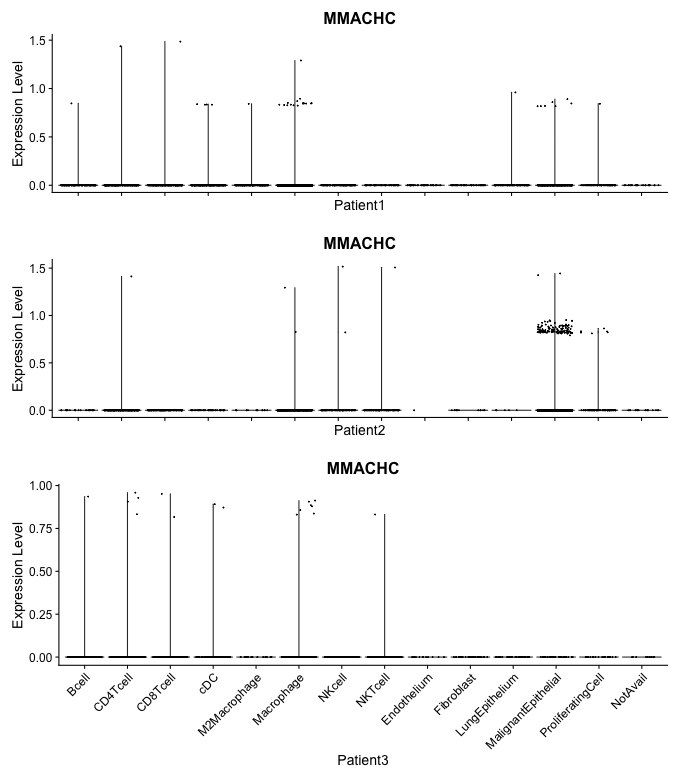 MMACHC
Expression Level
1.5
1.0
0.5
0.0
Patient1
MMACHC
Expression Level
1.5
1.0
0.5
0.0
Patient2
MMACHC
Expression Level
1.00
0.75
0.50
0.25
0.00
Bcell
CD4Tcell
CD8Tcell
cDC
M2Macrophage
Macrophage
NKcell
NKTcell
Endothelium
Fibroblast
LungEpithelium
MalignantEpithelial
ProliferatingCell
NotAvail
Patient3